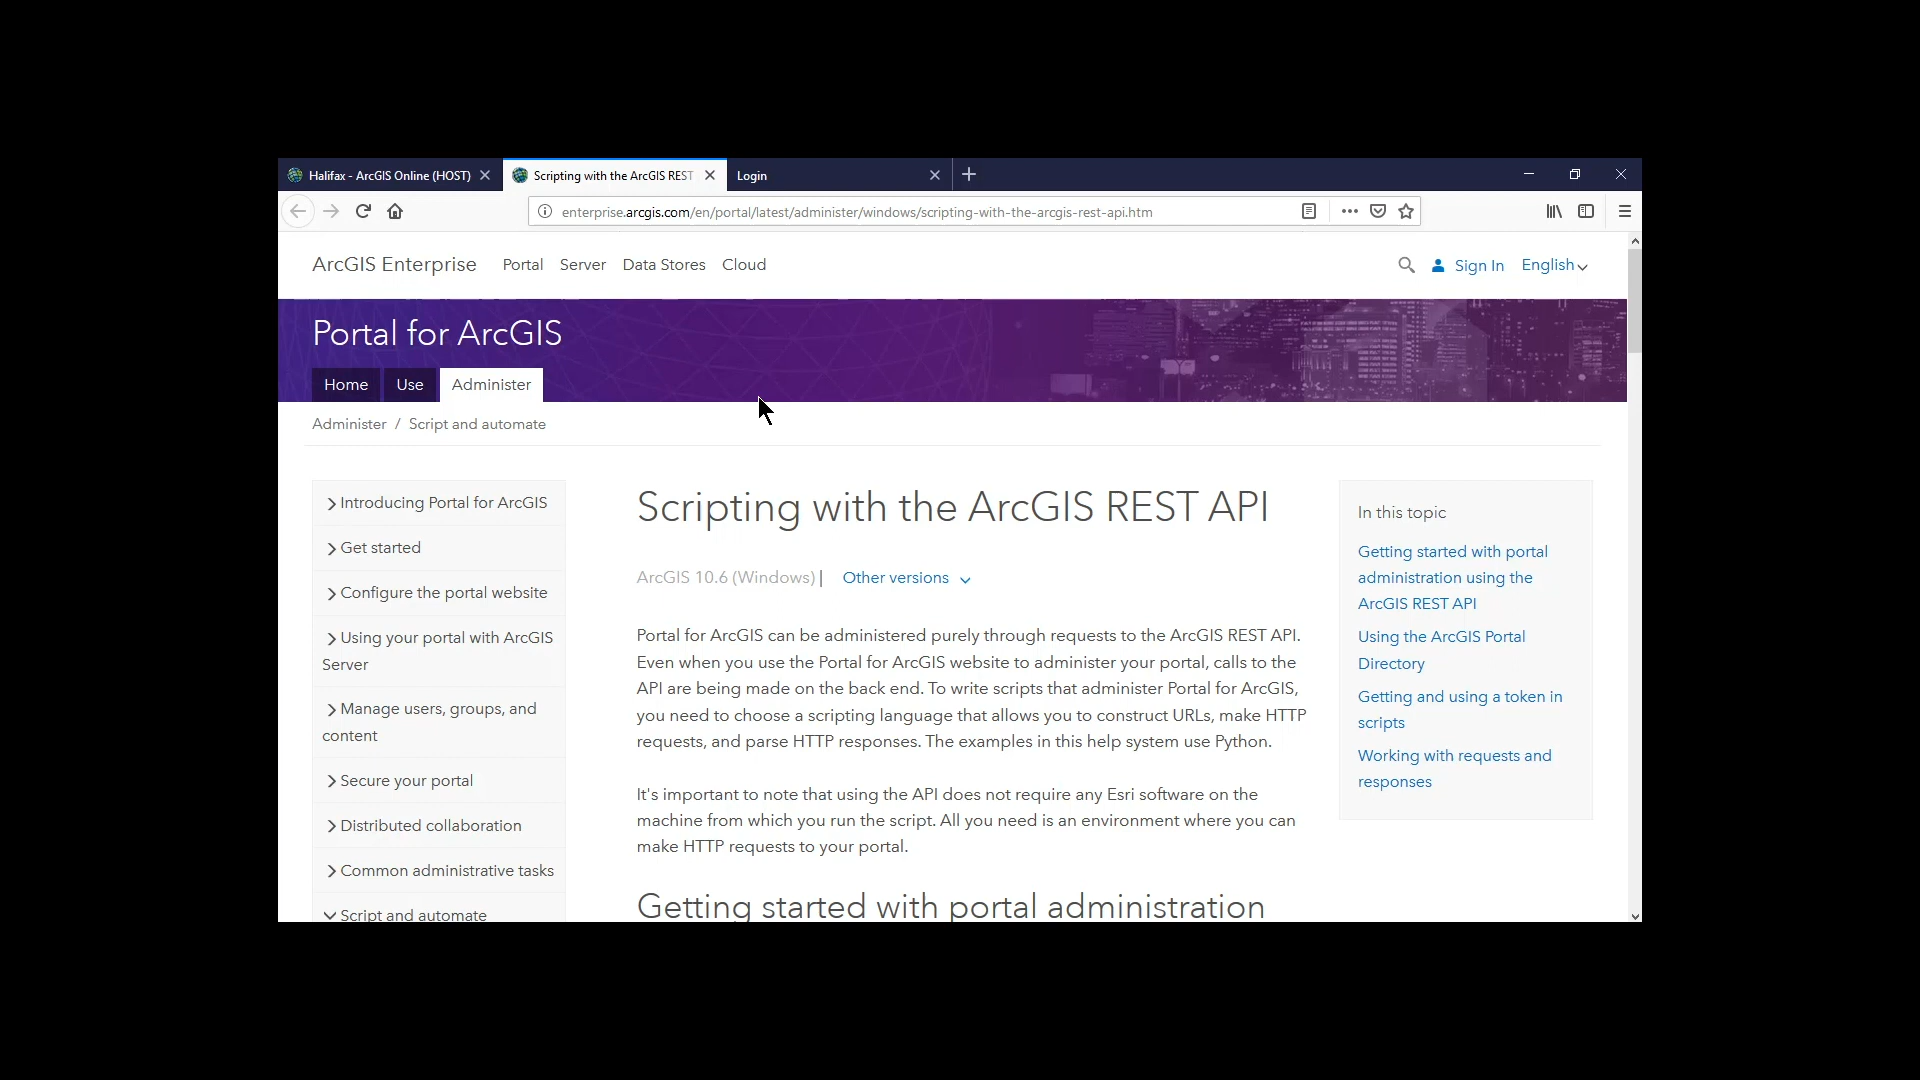 Halifax - ArcGIS Online (HOST)
Scripting with the ArcGIS REST
Login
enterprise.arcgis.com/en/portal/latest/administer/windows/scripting-with-the-arcgis-rest-api.htm
ArcGIS Enterprise Portal Server Data Stores Cloud
Sign In English
Portal for ArcGIS
Home Use Administer
Administer / Script and automate
Introducing Portal for ArcGIS
Get started
Configure the portal website
Using your portal with ArcGIS
Server
Manage users, groups, and
content
Secure your portal
Distributed collaboration
Common administrative tasks
Script and automate
Scripting with the ArcGIS REST API
ArcGIS 10.6 (Windows) | Other versions
Portal for ArcGIS can be administered purely through requests to the ArcGIS REST API.
Even when you use the Portal for ArcGIS website to administer your portal, calls to the
API are being made on the back end. To write scripts that administer Portal for ArcGIS,
you need to choose a scripting language that allows you to construct URLs, make HTTP
requests, and parse HTTP responses. The examples in this help system use Python.
It's important to note that using the API does not require any Esri software on the
machine from which you run the script. All you need is an environment where you can
make HTTP requests to your portal.
Getting started with portal administration
In this topic
Getting started with portal
administration using the
ArcGIS REST API
Using the ArcGIS Portal
Directory
Getting and using a token in
scripts
Working with requests and
responses